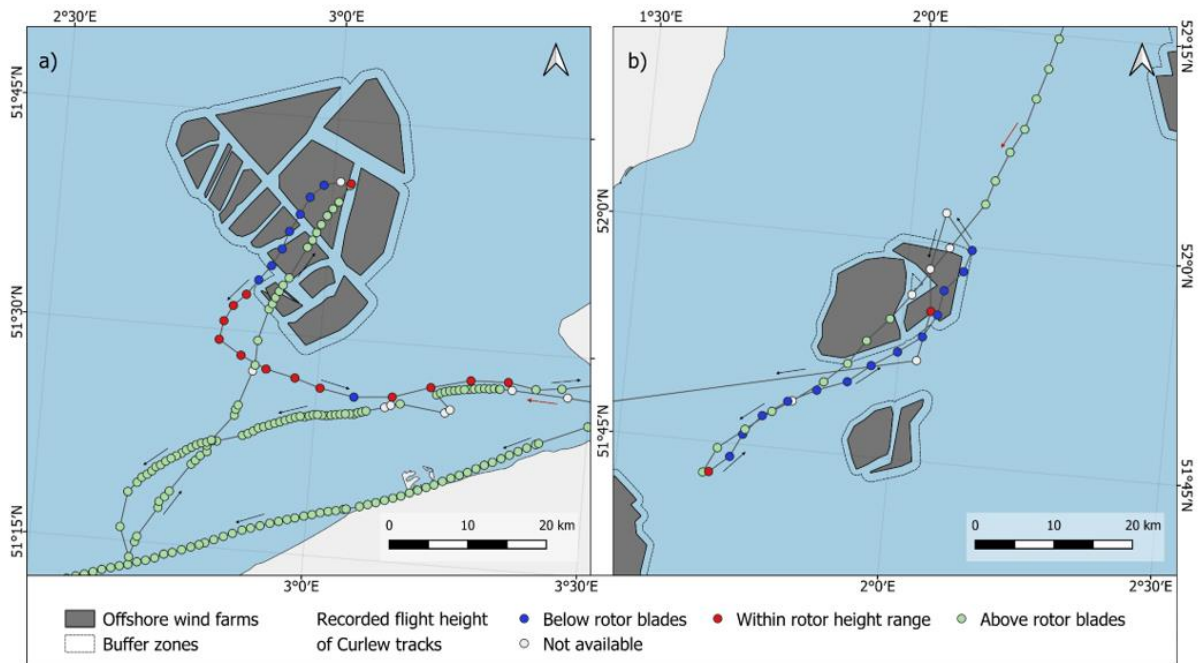 2°30'E 3°0'E 1°30'E 2°0'E
a) b)
51°45'N 52°15'N
52°0'N
52°0'N
51°30'N
51°45'N
51°45'N
51°15'N
0 10 20 km 0 10 20 km
3°0'E 3°30'E 2°0'E 2°30'E
Offshore wind farms Recorded flight height Below rotor blades Within rotor height range Above rotor blades
Buffer zones of Curlew tracks Not available